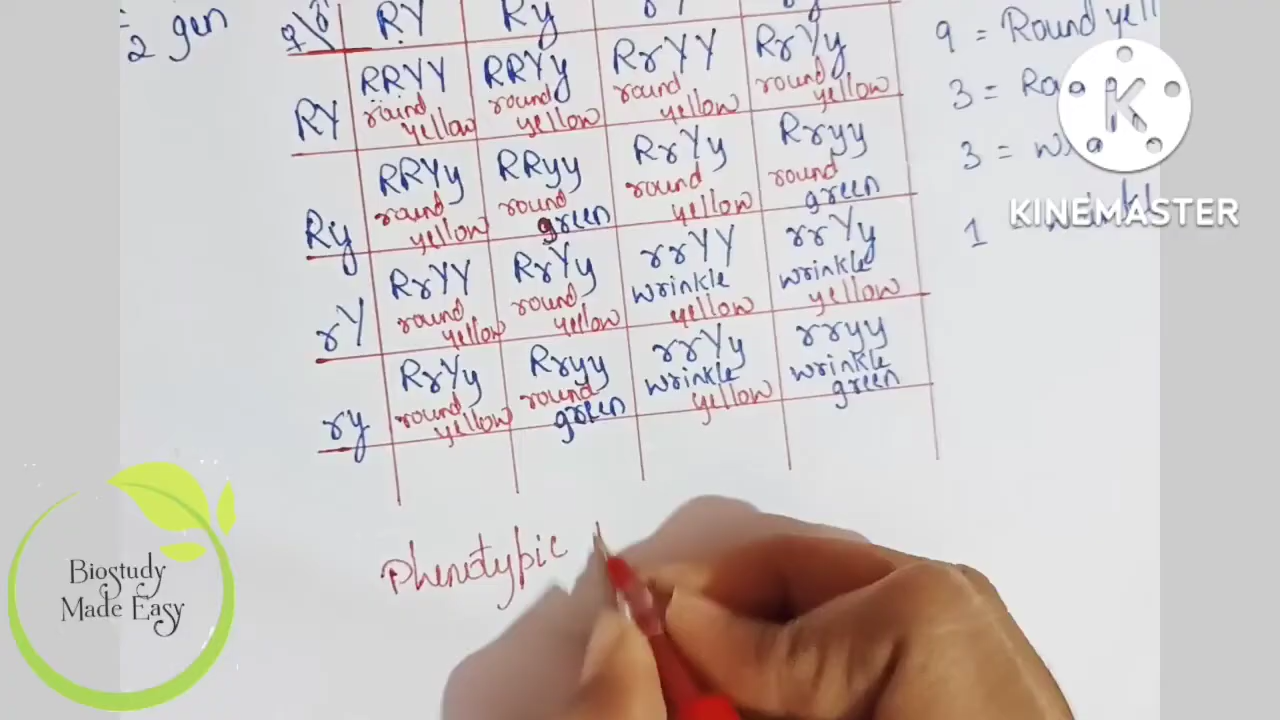 2 gen
♀\♂ RY Ry
RY RRYY RRYy RrYY RrYy
round round round round
yellow yellow yellow yellow
Ry RRYy RRyy RrYy Rryy
round round round round
yellow green yellow green
rY RrYY RrYy rrYY rrYy
round round wrinkle wrinkle
yellow yellow yellow yellow
ry RrYy Rryy rrYy rryy
round round wrinkle wrinkle
yellow green yellow green
9 = Round yell
3 =
3 =
1
KINEMASTER
Phenotypic
Biostudy
Made Easy